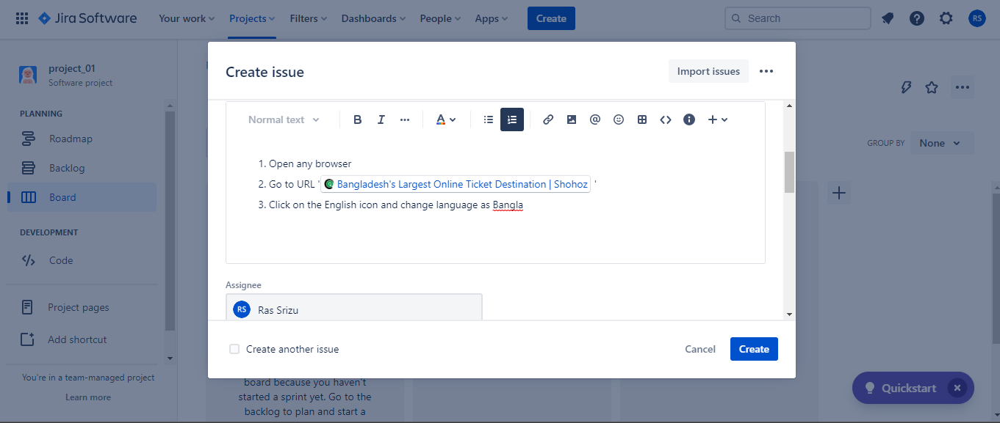 Jira Software Your work Projects Filters Dashboards People Apps Create Search RS
project_01
Software project
PLANNING
Roadmap
Backlog
Board
DEVELOPMENT
Code
Project pages
Add shortcut
You're in a team-managed project
Learn more
Create issue Import issues
Normal text B I A
1. Open any browser
2. Go to URL ' Bangladesh's Largest Online Ticket Destination | Shohoz '
3. Click on the English icon and change language as Bangla
Assignee
RS Ras Srizu
Create another issue Cancel Create
GROUP BY None
board because you haven't
started a sprint yet. Go to the
backlog to plan and start a
Quickstart